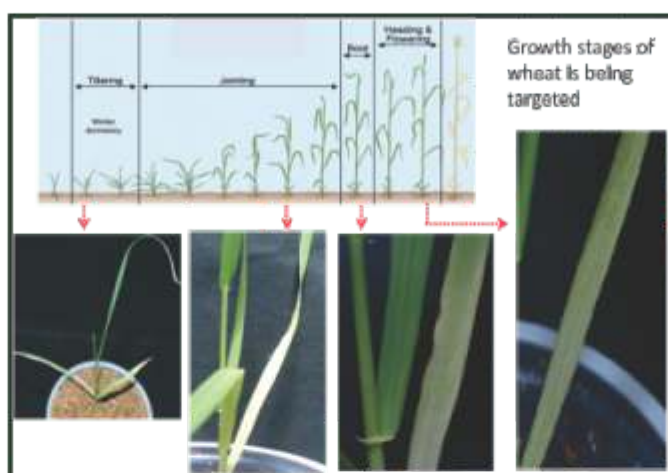 Tillering
Winter
dormancy
Jointing
Boot
Heading &
Flowering
Growth stages of
wheat is being
targeted